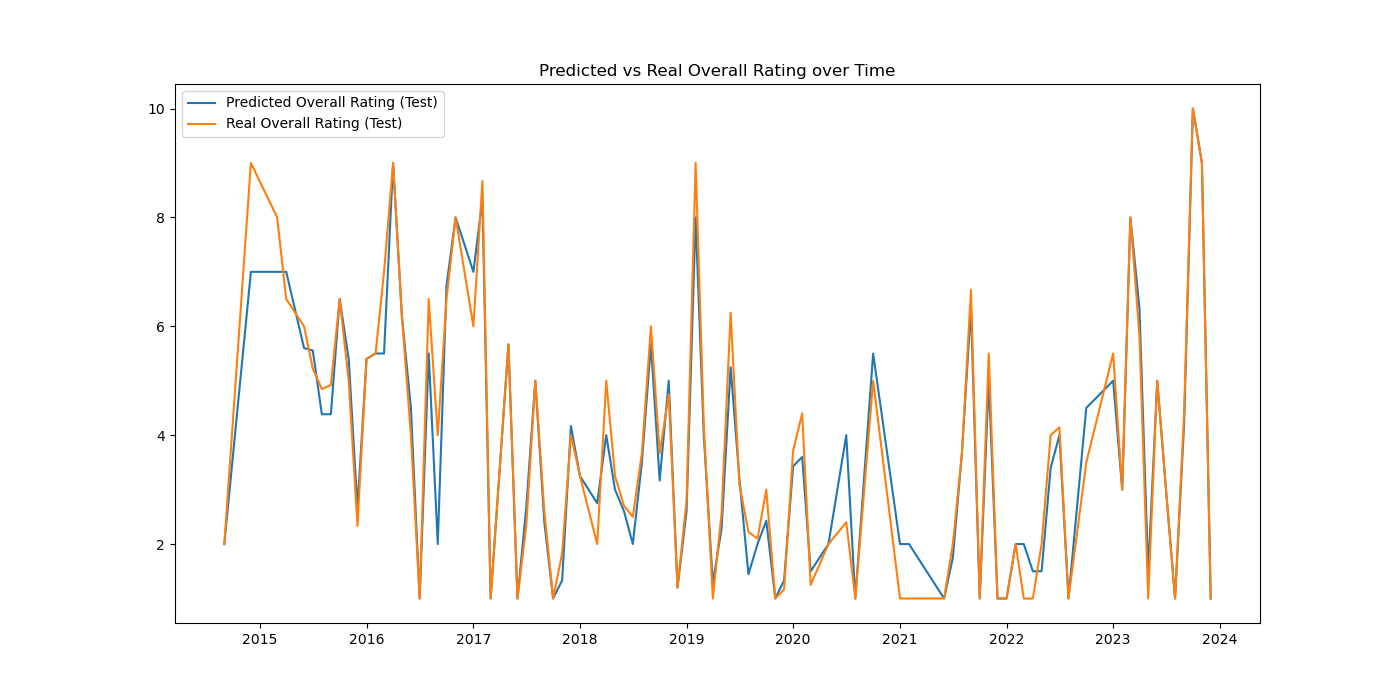 Predicted vs Real Overall Rating over Time
Predicted Overall Rating (Test)
Real Overall Rating (Test)
10
8
6
4
2
2015 2016 2017 2018 2019 2020 2021 2022 2023 2024